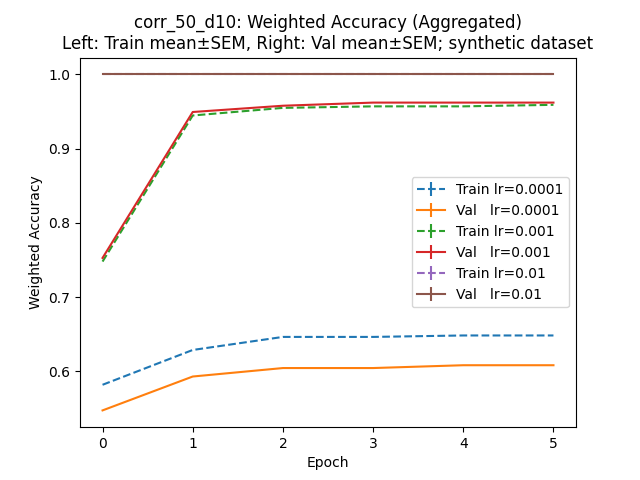 corr_50_d10: Weighted Accuracy (Aggregated)
Left: Train mean±SEM, Right: Val mean±SEM; synthetic dataset
1.0
0.9
0.8
0.7
0.6
Weighted Accuracy
Train lr=0.0001
Val   lr=0.0001
Train lr=0.001
Val   lr=0.001
Train lr=0.01
Val   lr=0.01
0 1 2 3 4 5
Epoch